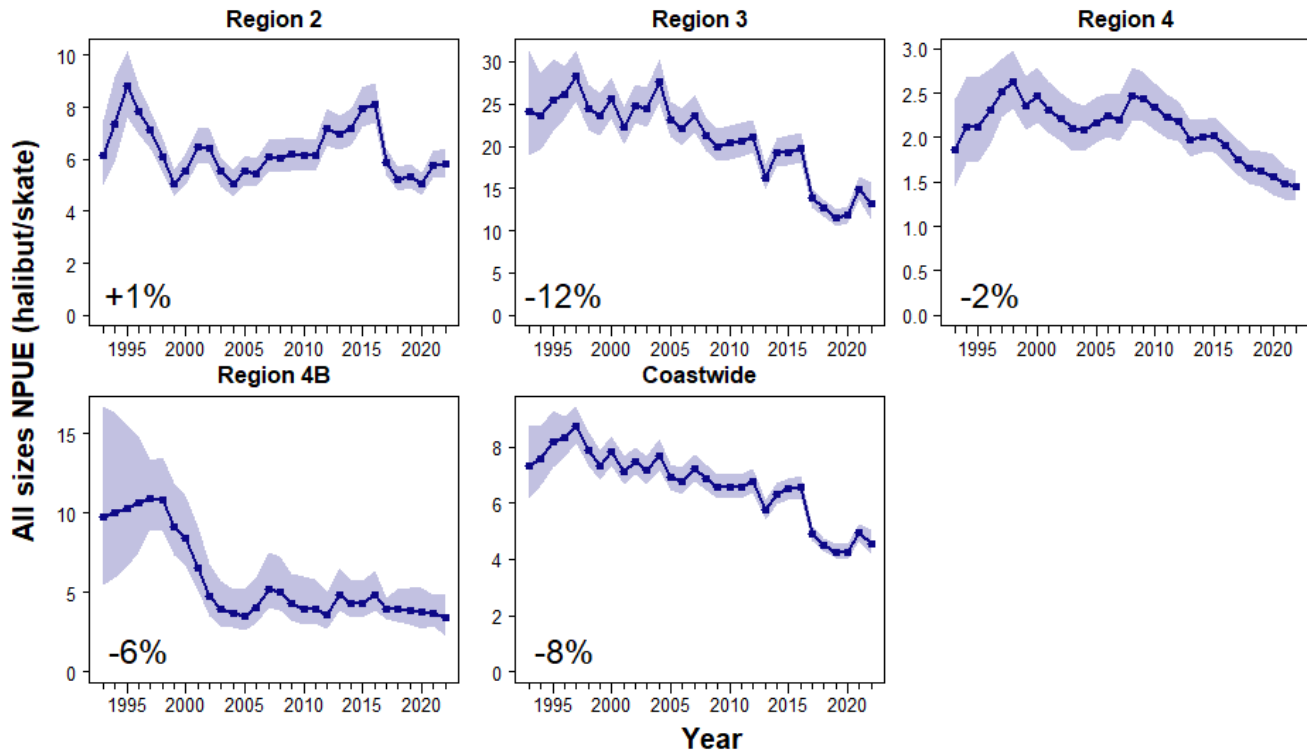 Region 2
Region 3
Region 4
10
8
6
4
2
0
+1%
1995 2000 2005 2010 2015 2020
30
25
20
15
10
5
0
-12%
1995 2000 2005 2010 2015 2020
3.0
2.5
2.0
1.5
1.0
0.5
0.0
-2%
1995 2000 2005 2010 2015 2020
All sizes NPUE (halibut/skate)
Region 4B
Coastwide
15
10
5
0
-6%
1995 2000 2005 2010 2015 2020
8
6
4
2
0
-8%
1995 2000 2005 2010 2015 2020
Year